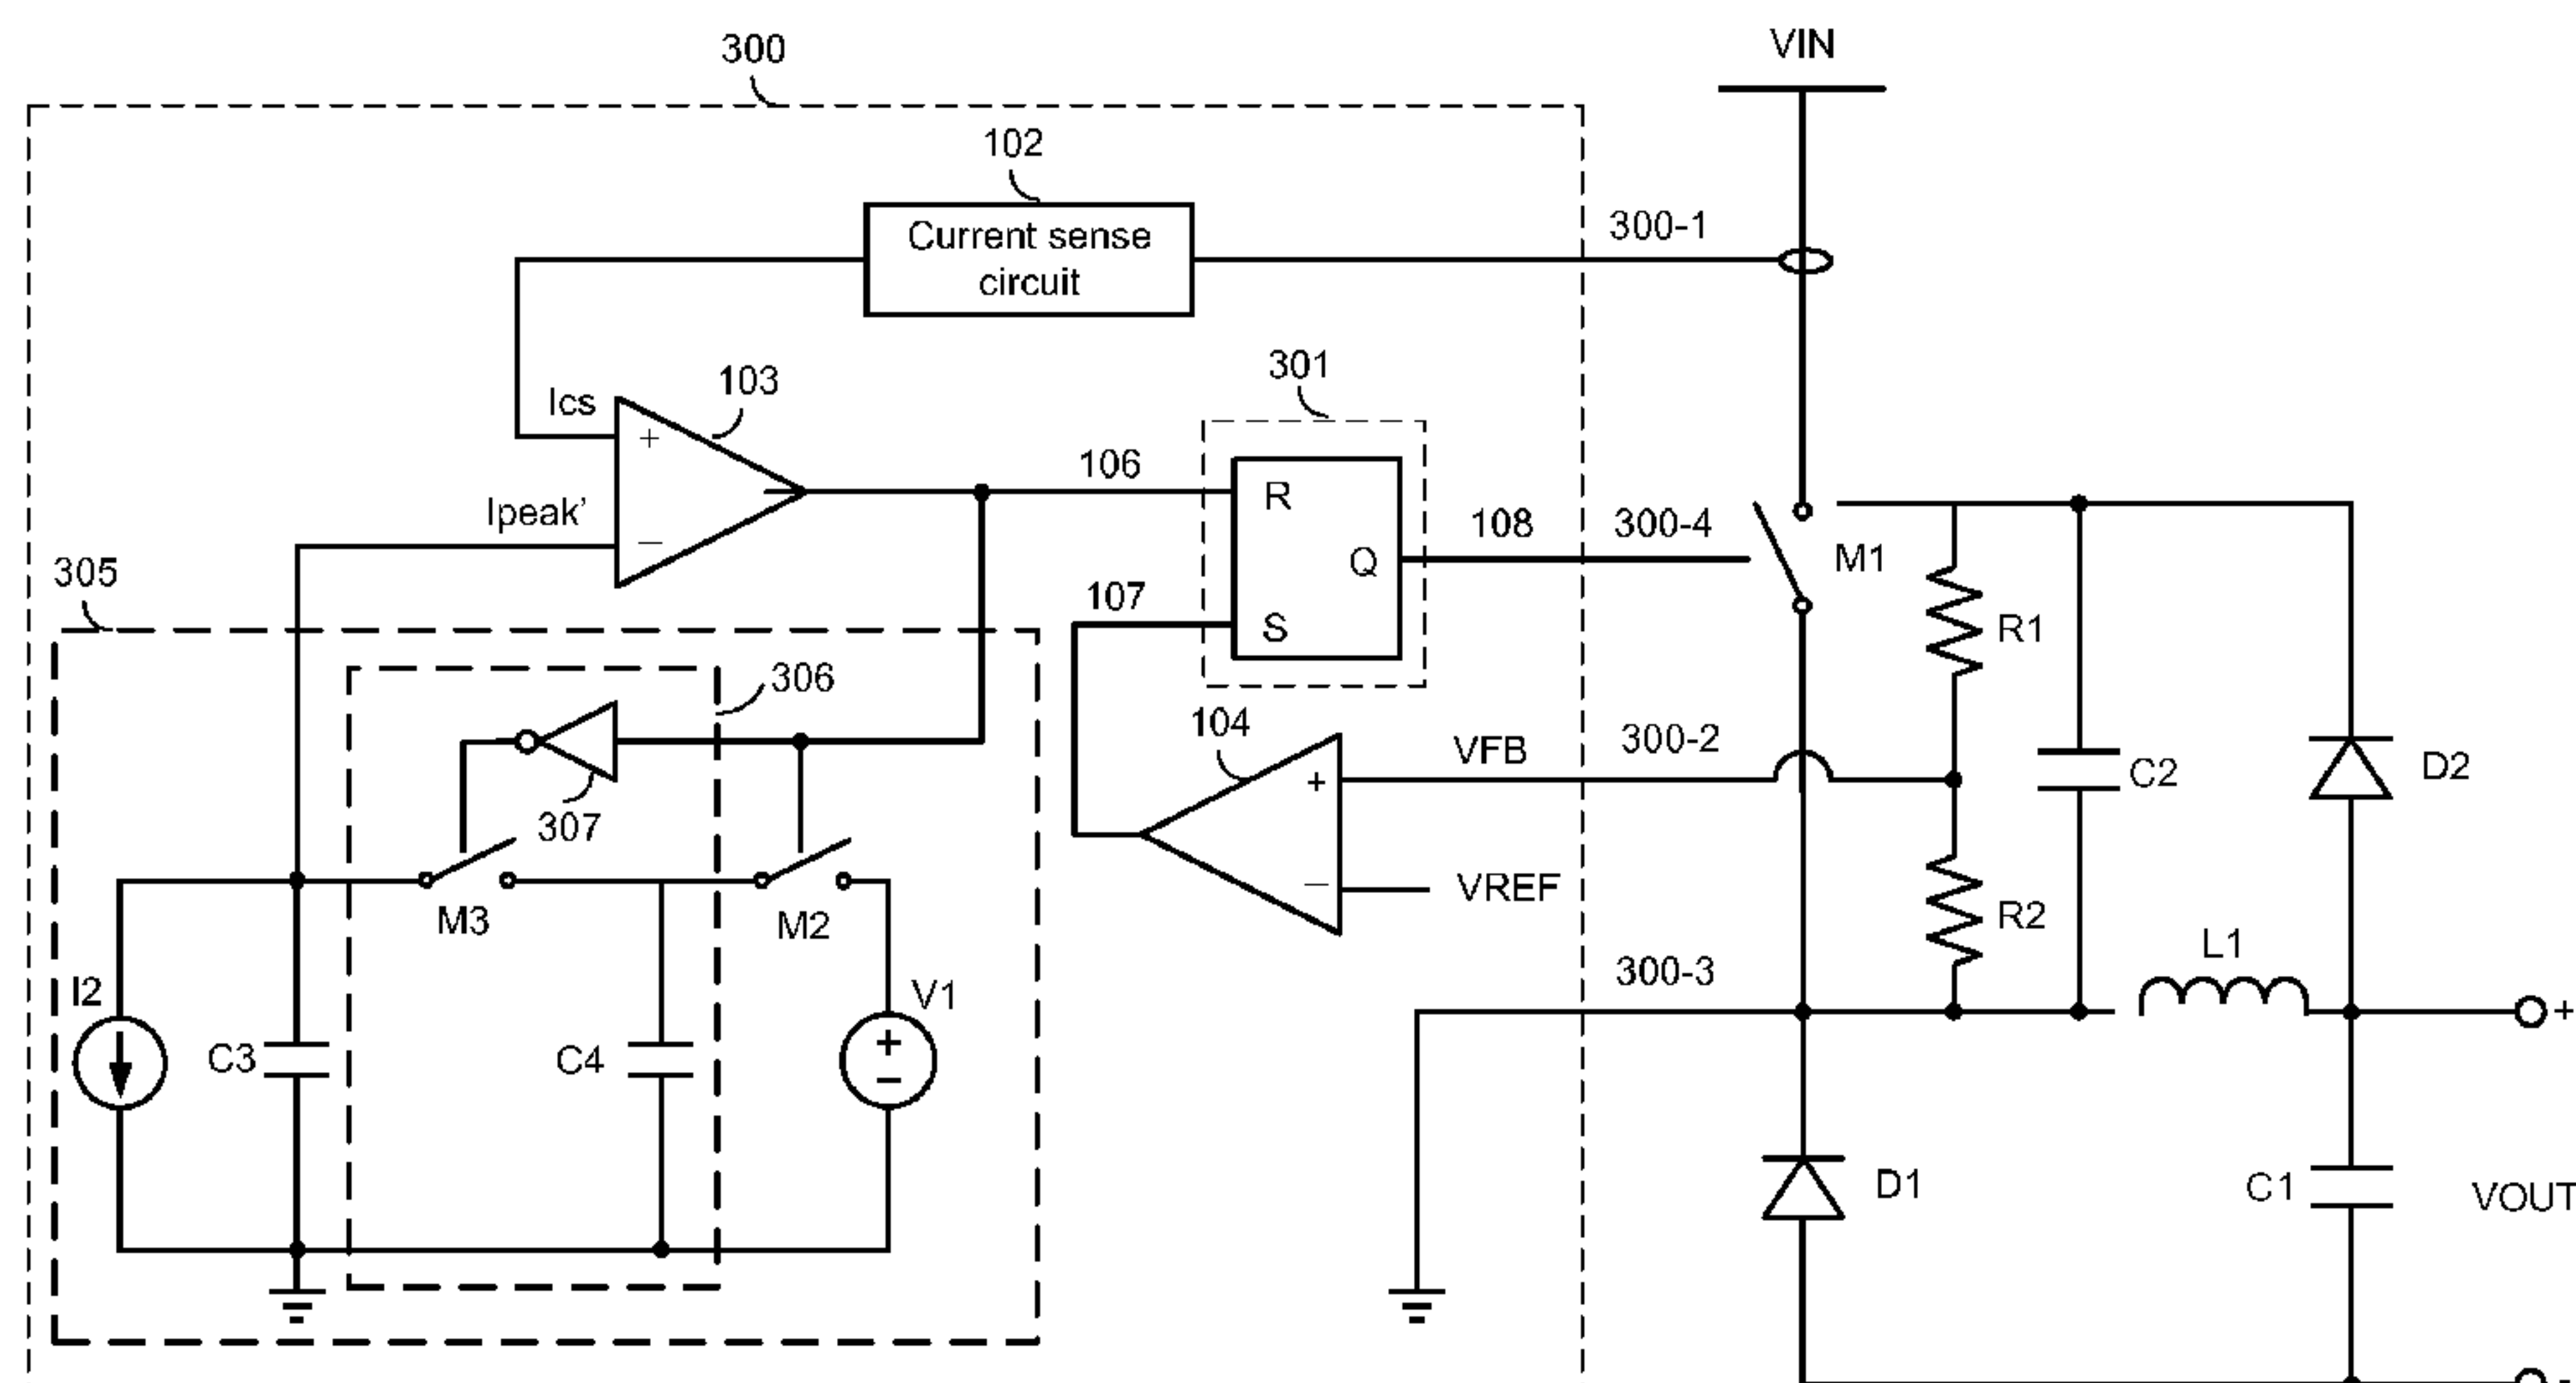 300
VIN
102
Current sense
circuit
300-1
Ics
103
+
301
106
R
Ipeak’
−
108
300-4
M1
Q
305
107
S
R1
306
104
VFB
300-2
+
D2
C2
307
−
VREF
M3
M2
R2
L1
300-3
I2
V1
+
+
C3
C4
−
D1
C1
VOUT